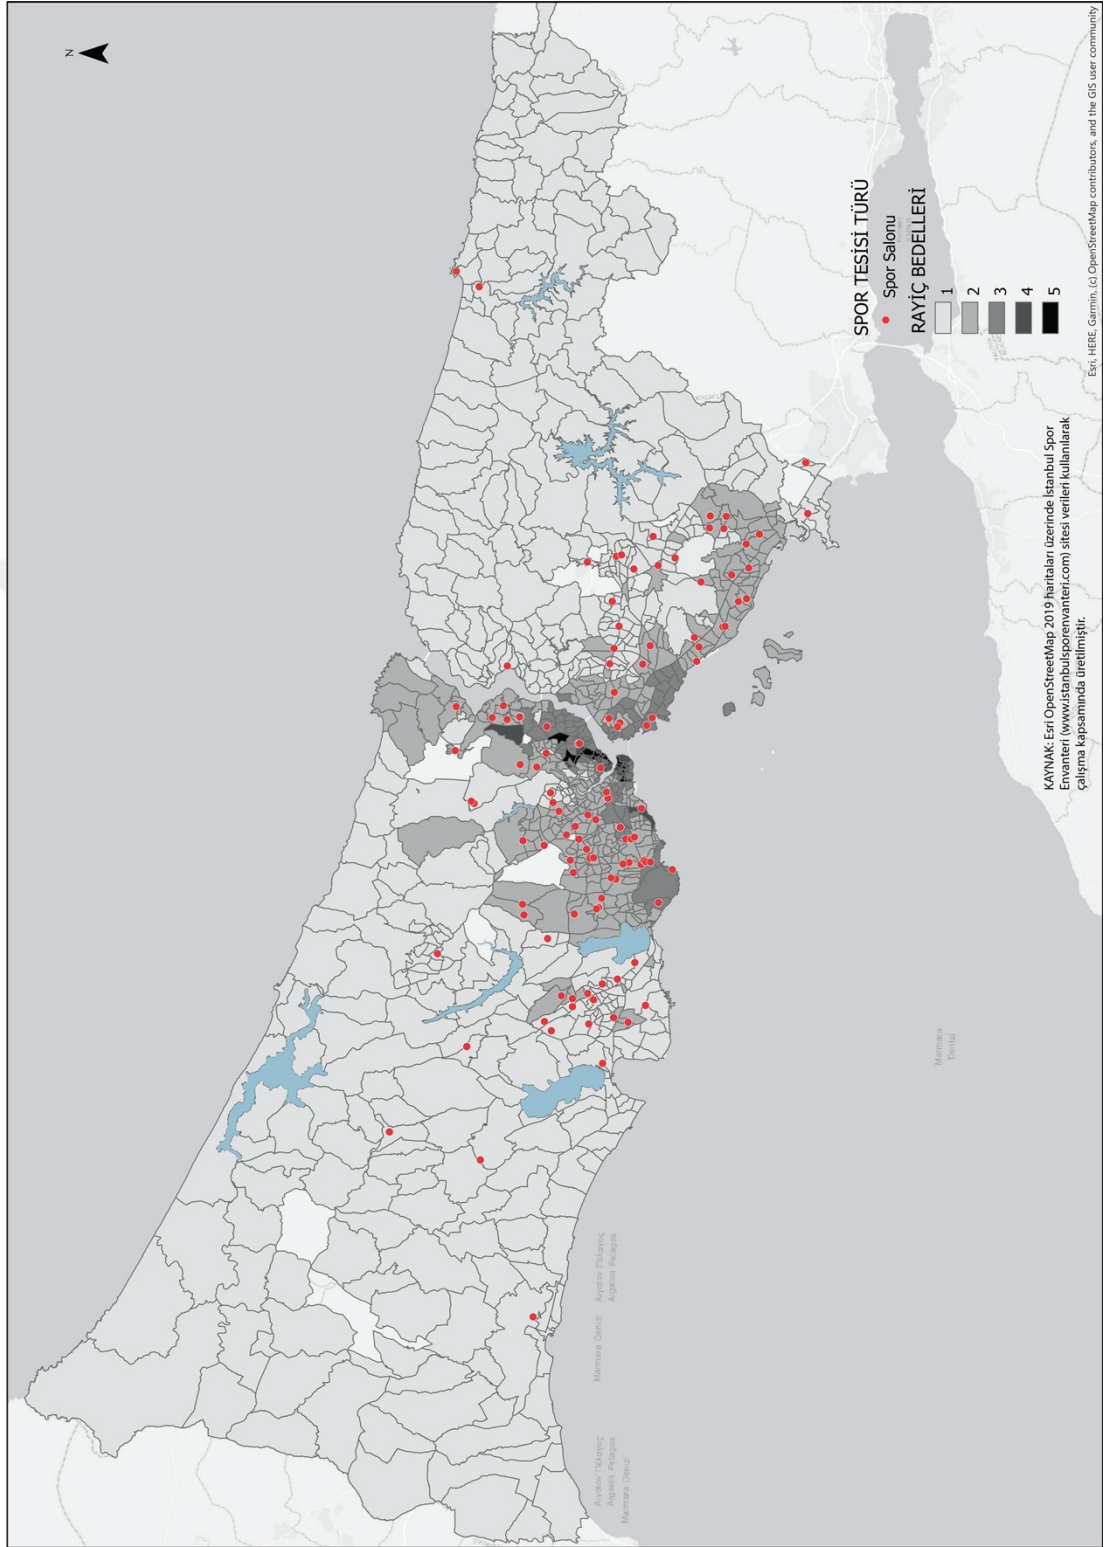 N
SPOR TESİSİ TÜRÜ
Spor Salonu
RAYİÇ BEDELLERİ
1
2
3
4
5
KAYNAK: Esri OpenStreetMap 2019 haritaları üzerinde İstanbul Spor
Envanteri (www.istanbulsporenvanteri.com) sitesi verileri kullanılarak
çalışma kapsamında üretilmiştir.
Esri, HERE, Garmin, (c) OpenStreetMap contributors, and the GIS user community
Marmara
Denizi
Marmara Denizi
Αιγαίον Πέλαγος
Aigaion Pelagos
Αιγαίον Πέλαγος
Aigaion Pelagos
Marmara Denizi